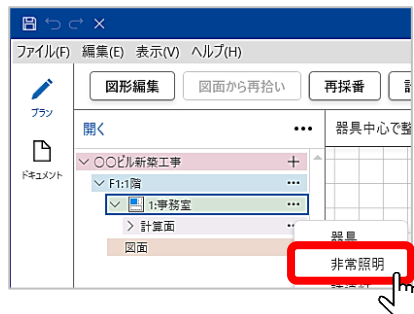 ファイル(F) 編集(E) 表示(V) ヘルプ(H)
プラン
図形編集 図面から再拾い 再採番
開く ••• 器具中心で整
ドキュメント
〇〇ビル新築工事 +
F1:1階 •••
1:事務室 •••
計算面
図面
器具
非常照明